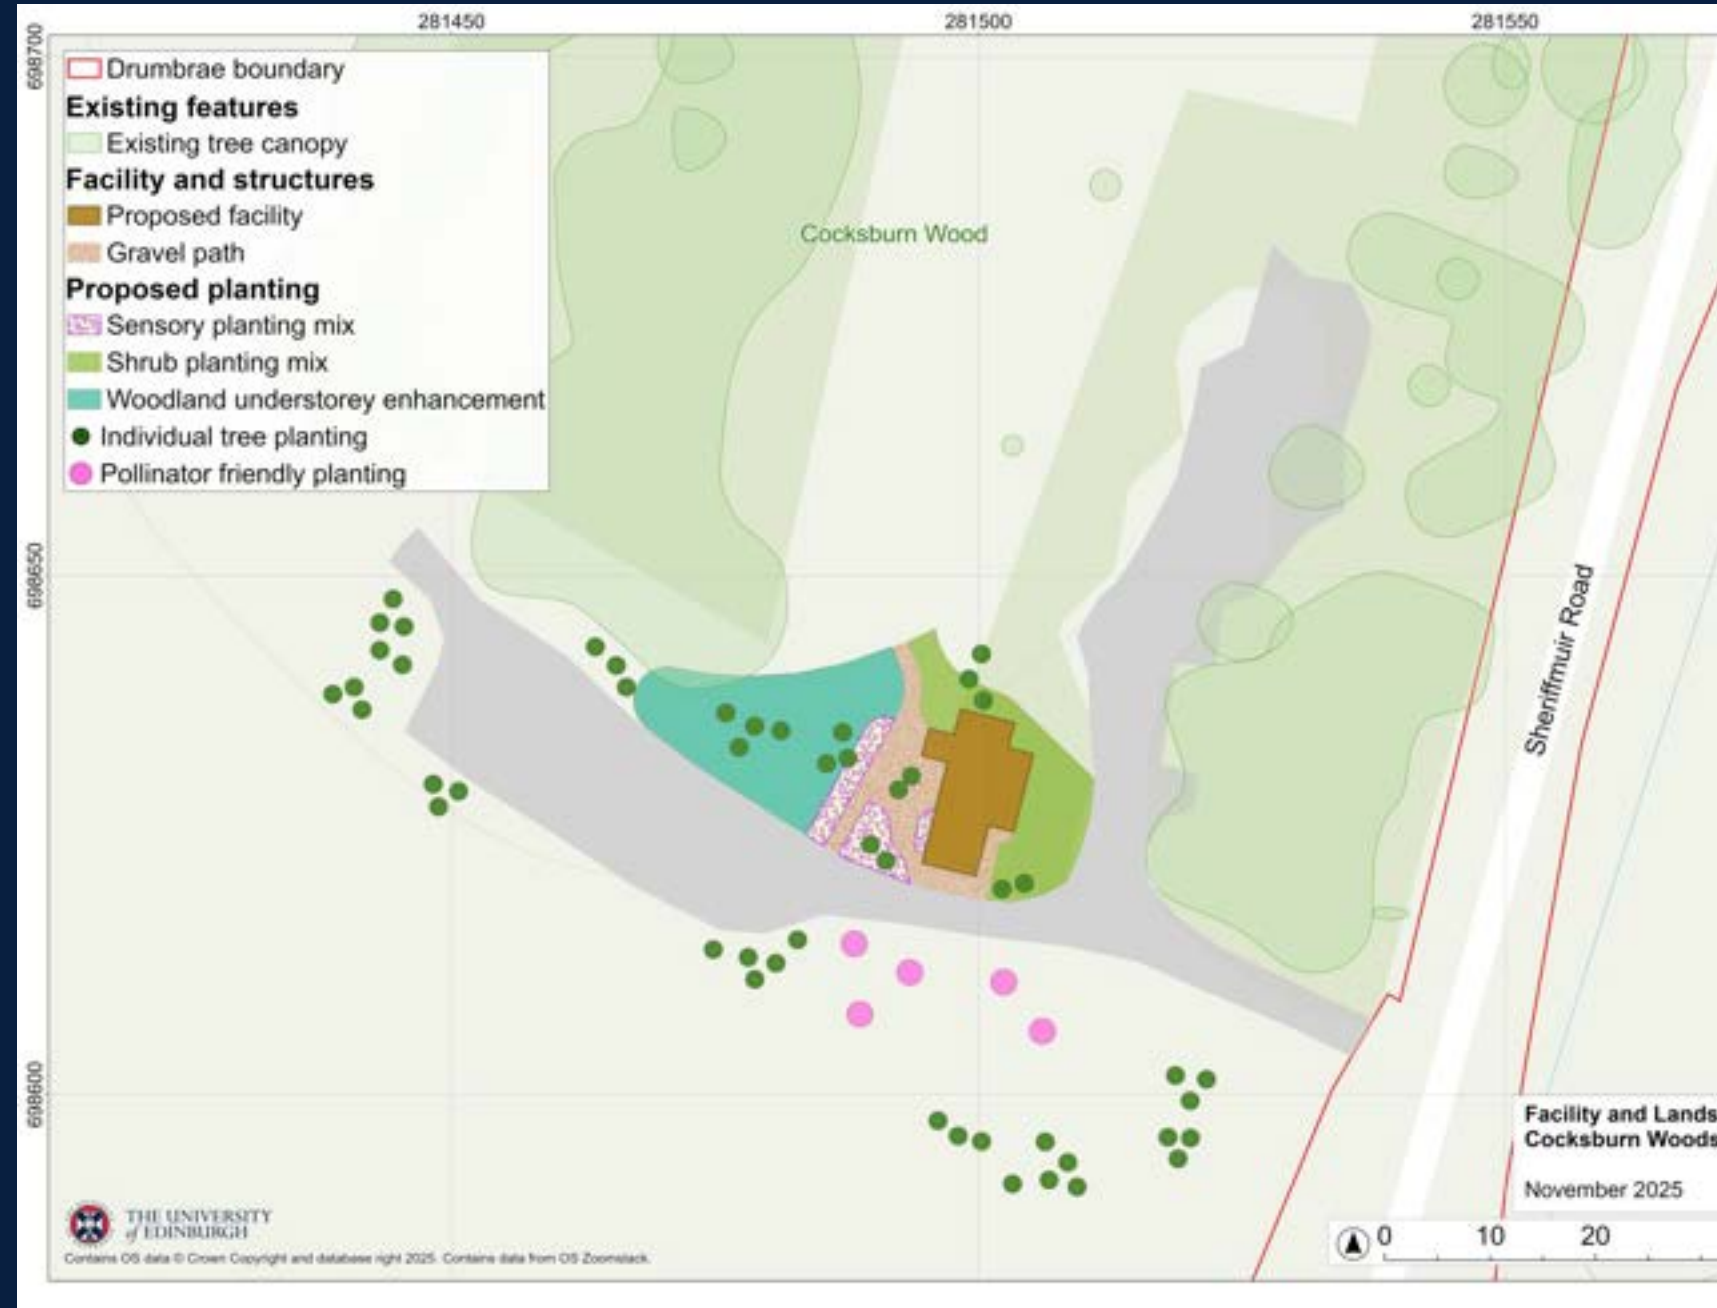 281450
281500
281550
698700
698650
698600
Drumbrae boundary
Existing features
Existing tree canopy
Facility and structures
Proposed facility
Gravel path
Proposed planting
Sensory planting mix
Shrub planting mix
Woodland understorey enhancement
Individual tree planting
Pollinator friendly planting
Cocksburn Wood
Sheriffmuir Road
Facility and Lands
Cocksburn Woods
November 2025
0 10 20
THE UNIVERSITY
of EDINBURGH
Contains OS data © Crown Copyright and database right 2025. Contains data from OS Zoomstack.